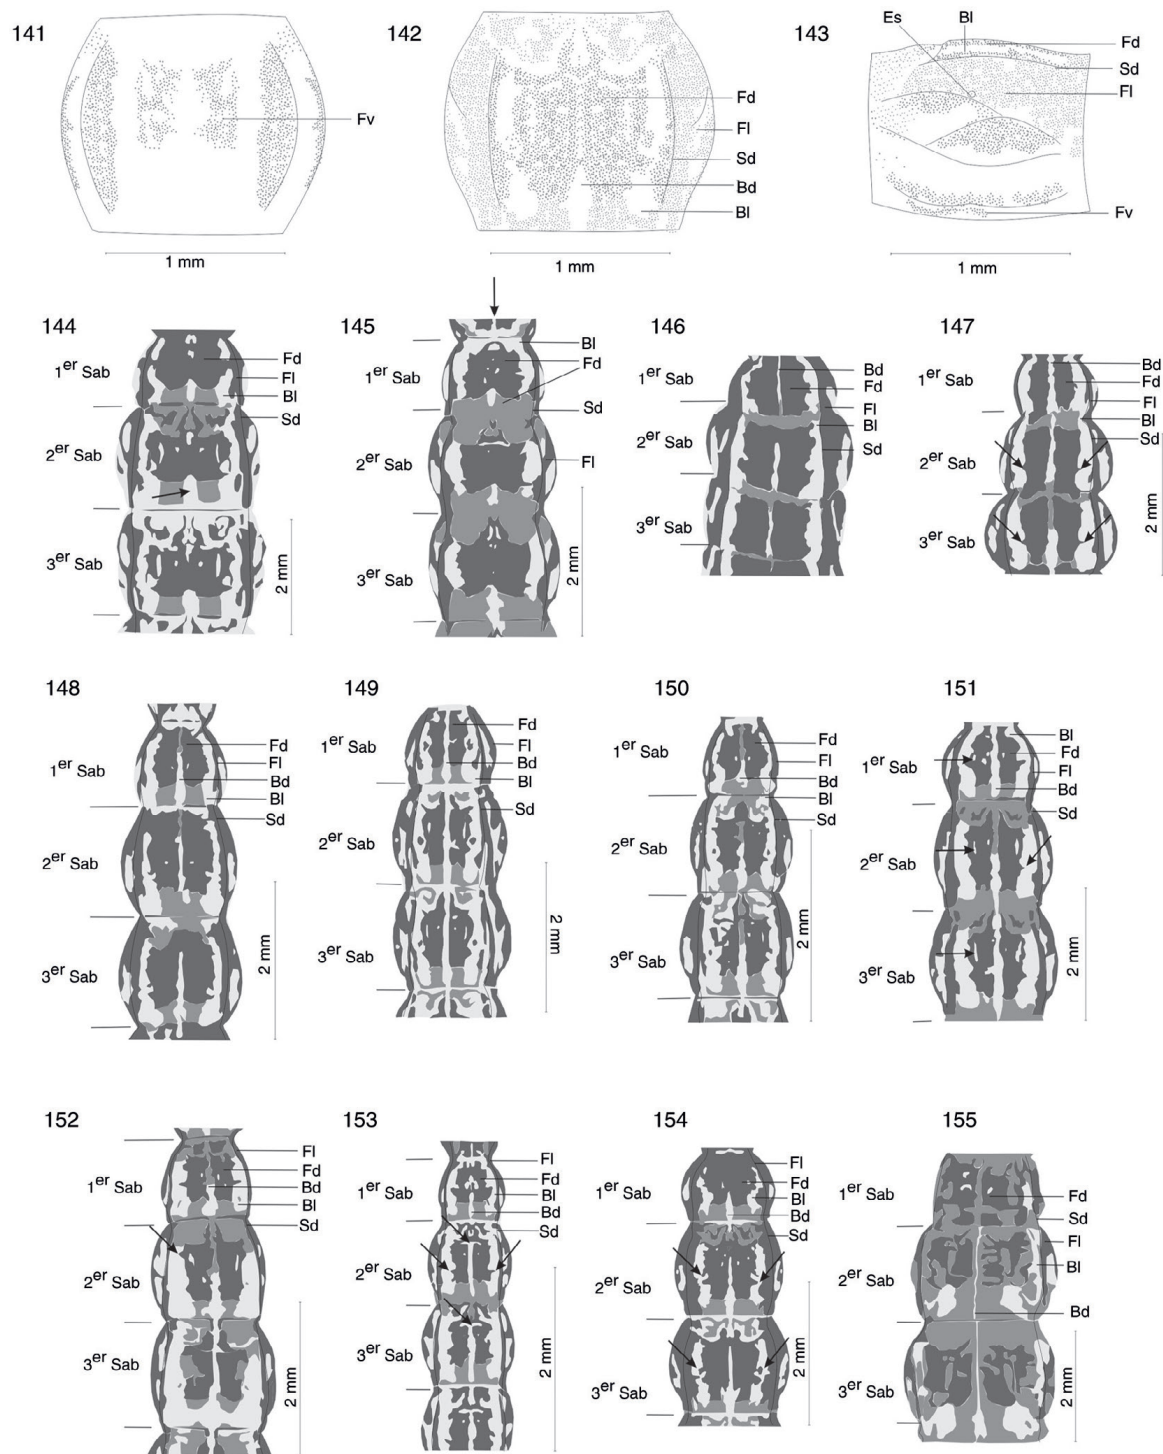 141
Fv
1 mm
142
Fd
Fl
Sd
Bd
Bl
1 mm
143
Es
Bl
Fd
Sd
Fl
Fv
1 mm
144
1er Sab
2er Sab
3er Sab
Fd
Fl
Bl
Sd
2 mm
145
1er Sab
2er Sab
3er Sab
Bl
Fd
Sd
Fl
2 mm
146
1er Sab
2er Sab
3er Sab
Bd
Fd
Fl
Bl
Sd
147
1er Sab
2er Sab
3er Sab
Bd
Fd
Fl
Bl
Sd
2 mm
148
1er Sab
2er Sab
3er Sab
Fd
Fl
Bd
Bl
Sd
2 mm
149
1er Sab
2er Sab
3er Sab
Fd
Fl
Bd
Bl
Sd
2 mm
150
1er Sab
2er Sab
3er Sab
Fd
Fl
Bd
Bl
Sd
2 mm
151
1er Sab
2er Sab
3er Sab
Bl
Fd
Fl
Bd
Sd
2 mm
152
1er Sab
2er Sab
3er Sab
Fl
Fd
Bd
Bl
Sd
2 mm
153
1er Sab
2er Sab
3er Sab
Fl
Fd
Bl
Bd
Sd
2 mm
154
1er Sab
2er Sab
3er Sab
Fl
Fd
Bl
Bd
Sd
2 mm
155
1er Sab
2er Sab
3er Sab
Fd
Sd
Fl
Bl
Bd
2 mm